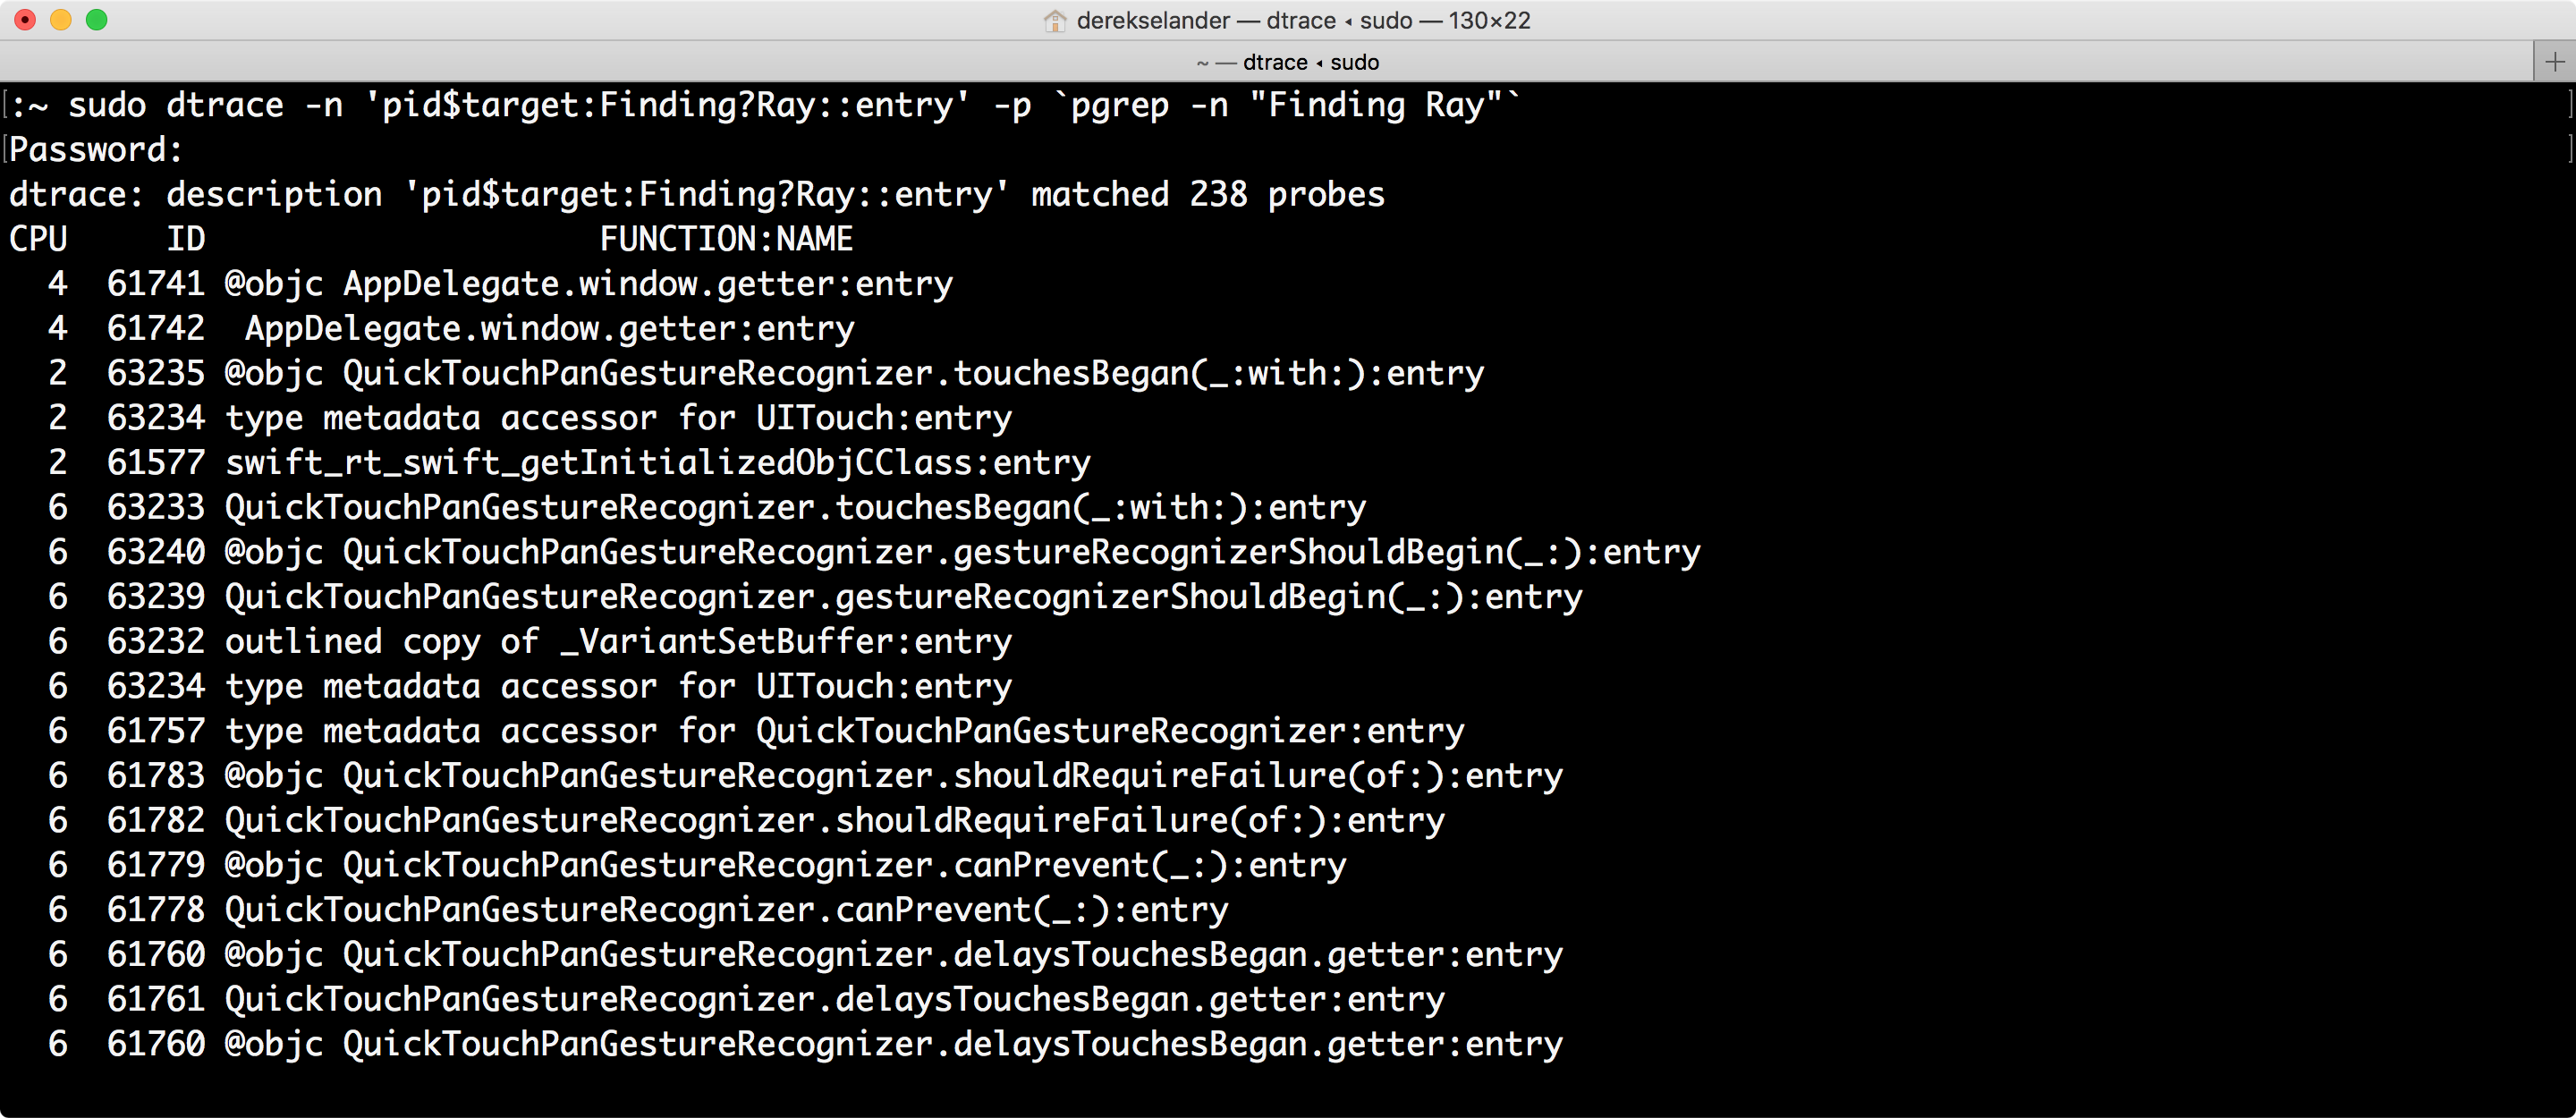 derekselander — dtrace ◂ sudo — 130×22
~ — dtrace ◂ sudo
[:~ sudo dtrace -n 'pid$target:Finding?Ray::entry' -p `pgrep -n "Finding Ray"` ]
[Password: ]
dtrace: description 'pid$target:Finding?Ray::entry' matched 238 probes
CPU     ID                    FUNCTION:NAME
  4  61741 @objc AppDelegate.window.getter:entry
  4  61742  AppDelegate.window.getter:entry
  2  63235 @objc QuickTouchPanGestureRecognizer.touchesBegan(_:with:):entry
  2  63234 type metadata accessor for UITouch:entry
  2  61577 swift_rt_swift_getInitializedObjCClass:entry
  6  63233 QuickTouchPanGestureRecognizer.touchesBegan(_:with:):entry
  6  63240 @objc QuickTouchPanGestureRecognizer.gestureRecognizerShouldBegin(_:):entry
  6  63239 QuickTouchPanGestureRecognizer.gestureRecognizerShouldBegin(_:):entry
  6  63232 outlined copy of _VariantSetBuffer:entry
  6  63234 type metadata accessor for UITouch:entry
  6  61757 type metadata accessor for QuickTouchPanGestureRecognizer:entry
  6  61783 @objc QuickTouchPanGestureRecognizer.shouldRequireFailure(of:):entry
  6  61782 QuickTouchPanGestureRecognizer.shouldRequireFailure(of:):entry
  6  61779 @objc QuickTouchPanGestureRecognizer.canPrevent(_:):entry
  6  61778 QuickTouchPanGestureRecognizer.canPrevent(_:):entry
  6  61760 @objc QuickTouchPanGestureRecognizer.delaysTouchesBegan.getter:entry
  6  61761 QuickTouchPanGestureRecognizer.delaysTouchesBegan.getter:entry
  6  61760 @objc QuickTouchPanGestureRecognizer.delaysTouchesBegan.getter:entry